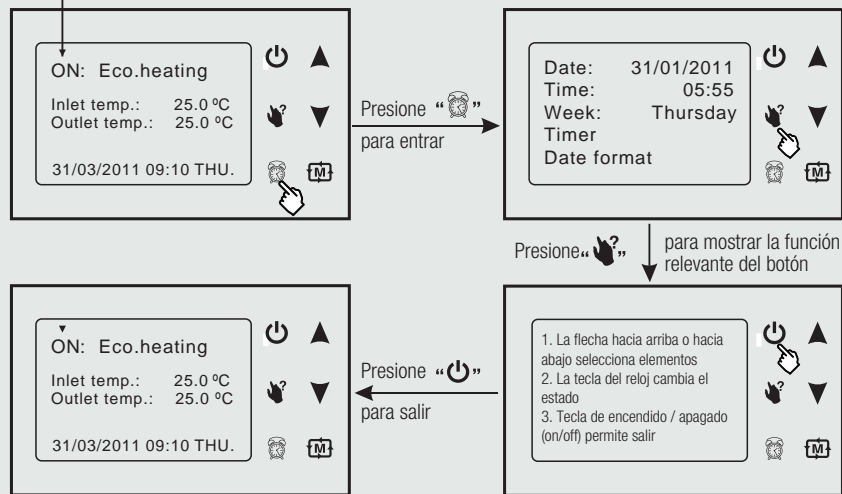 ON: Eco.heating
Inlet temp.: 25.0 ºC
Outlet temp.: 25.0 ºC
31/03/2011 09:10 THU.
M
Presione “ ”
para entrar
Date: 31/01/2011
Time: 05:55
Week: Thursday
Timer
Date format
?
M
Presione“ ? ”
para mostrar la función
relevante del botón
1. La flecha hacia arriba o hacia
abajo selecciona elementos
2. La tecla del reloj cambia el
estado
3. Tecla de encendido / apagado
(on/off) permite salir
?
M
Presione “ ”
para salir
ON: Eco.heating
Inlet temp.: 25.0 ºC
Outlet temp.: 25.0 ºC
31/03/2011 09:10 THU.
?
M